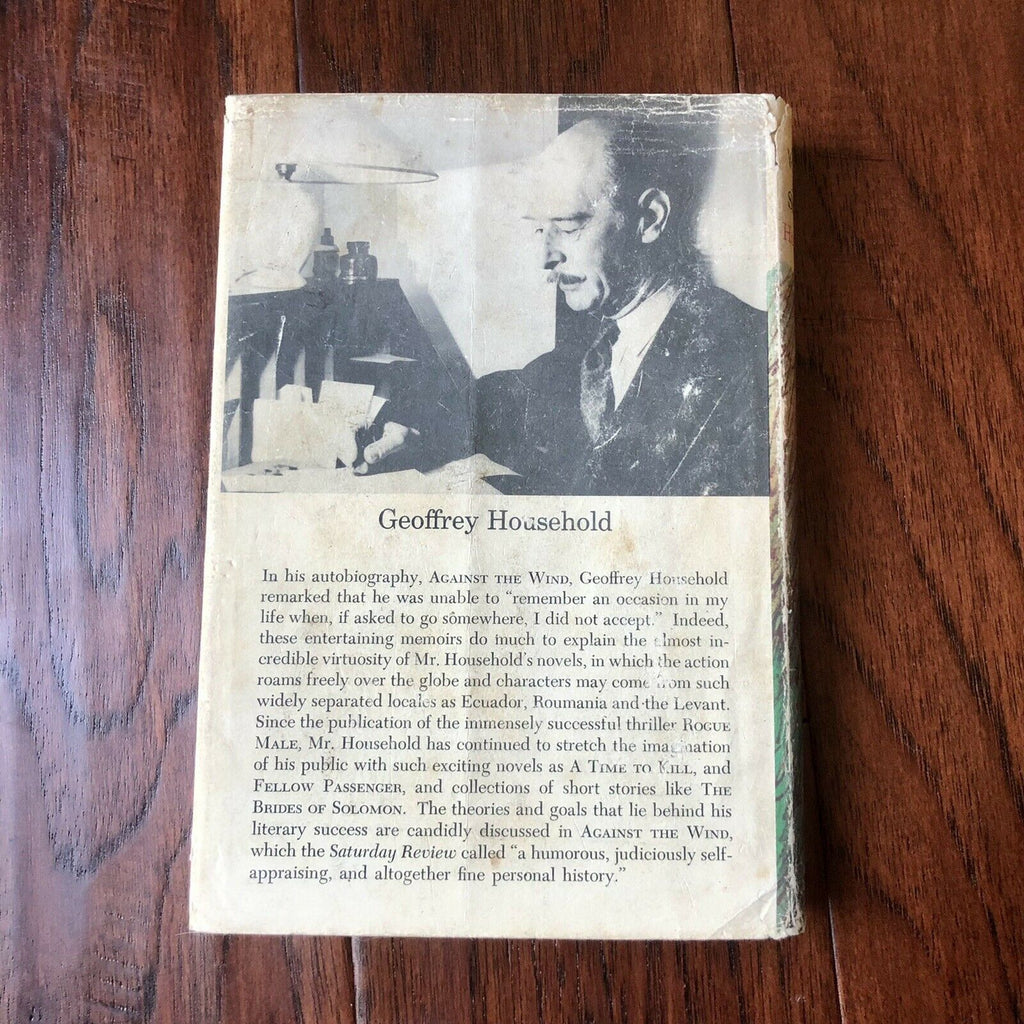 Geoffrey Household
In his autobiography, AGAINST THE WIND, Geoffrey Household
remarked that he was unable to “remember an occasion in my
life when, if asked to go somewhere, I did not accept.” Indeed,
these entertaining memoirs do much to explain the almost in-
credible virtuosity of Mr. Household’s novels, in which the action
roams freely over the globe and characters may come from such
widely separated locales as Ecuador, Roumania and the Levant.
Since the publication of the immensely successful thriller ROGUE
MALE, Mr. Household has continued to stretch the imagination
of his public with such exciting novels as A TIME TO KILL, and
FELLOW PASSENGER, and collections of short stories like THE
BRIDES OF SOLOMON. The theories and goals that lie behind his
literary success are candidly discussed in AGAINST THE WIND,
which the Saturday Review called “a humorous, judiciously self-
appraising, and altogether fine personal history.”